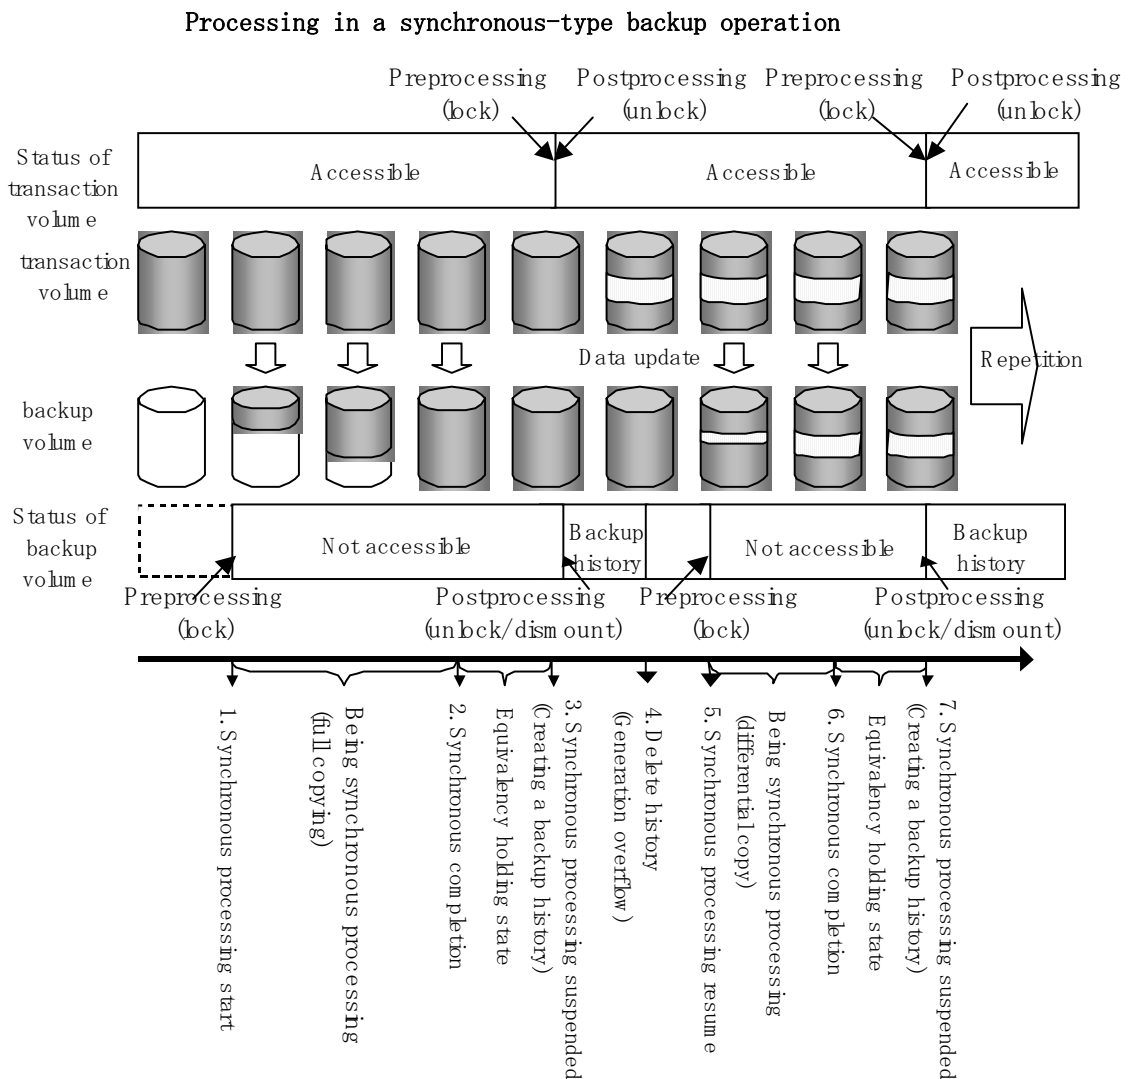 Processing in a synchronous-type backup operation
Preprocessing
(lock)
Postprocessing
(unlock)
Preprocessing
(lock)
Postprocessing
(unlock)
Status of
transaction
volume
Accessible
Accessible
Accessible
transaction
volume
Data update
Repetition
backup
volume
Status of
backup
volume
Not accessible
Backup
history
Not accessible
Backup
history
Preprocessing
(lock)
Postprocessing
(unlock/dismount)
Preprocessing
(lock)
Postprocessing
(unlock/dismount)
1. Synchronous processing start
Being synchronous processing
(full copying)
2. Synchronous completion
Equivalency holding state
3. Synchronous processing suspended
(Creating a backup history)
4. Delete history
(Generation overflow)
5. Synchronous processing resume
Being synchronous processing
(differential copy)
6. Synchronous completion
Equivalency holding state
7. Synchronous processing suspended
(Creating a backup history)